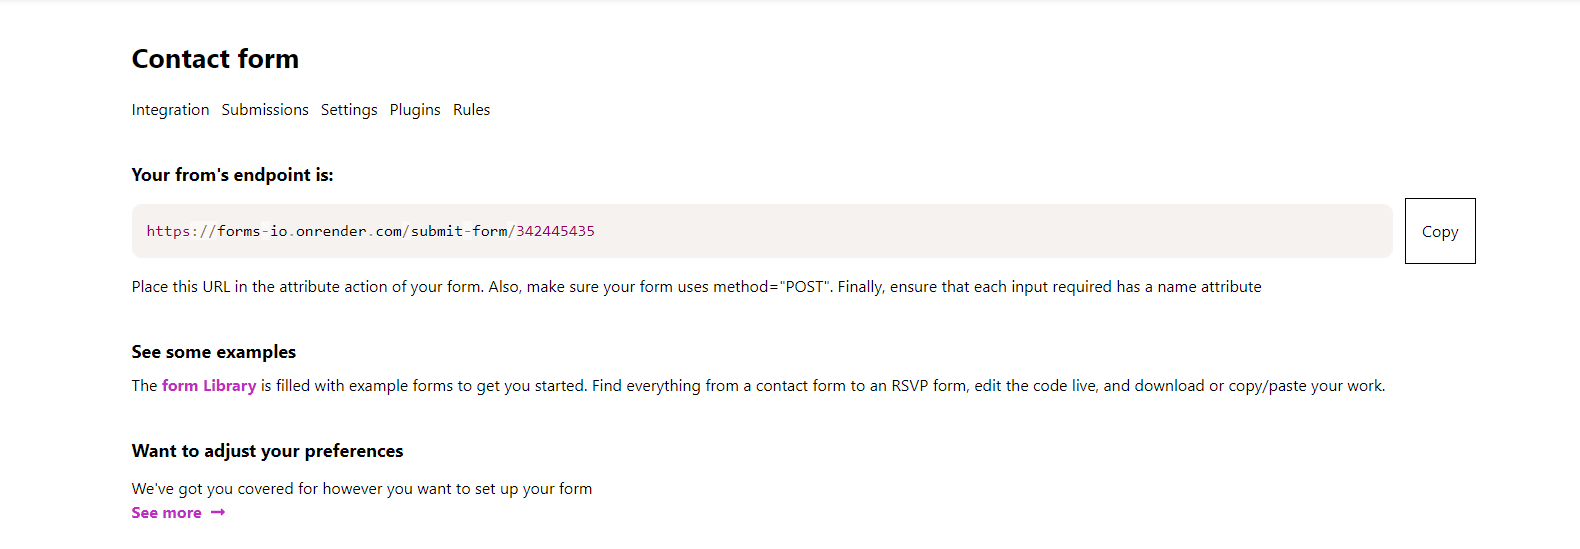 Contact form
Integration Submissions Settings Plugins Rules
Your from's endpoint is:
https://forms-io.onrender.com/submit-form/342445435
Copy
Place this URL in the attribute action of your form. Also, make sure your form uses method="POST". Finally, ensure that each input required has a name attribute
See some examples
The form Library is filled with example forms to get you started. Find everything from a contact form to an RSVP form, edit the code live, and download or copy/paste your work.
Want to adjust your preferences
We've got you covered for however you want to set up your form
See more →